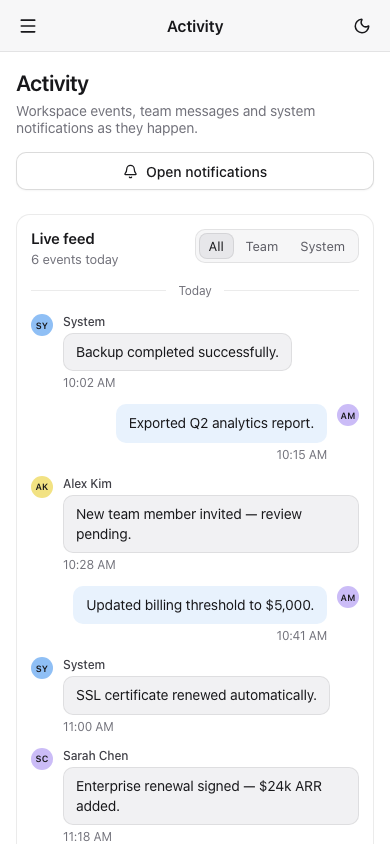 Activity
Activity
Workspace events, team messages and system
notifications as they happen.
Open notifications
Live feed
6 events today
All
Team
System
Today
SY
System
Backup completed successfully.
10:02 AM
Exported Q2 analytics report.
AM
10:15 AM
AK
Alex Kim
New team member invited — review
pending.
10:28 AM
Updated billing threshold to $5,000.
AM
10:41 AM
SY
System
SSL certificate renewed automatically.
11:00 AM
SC
Sarah Chen
Enterprise renewal signed — $24k ARR
added.
11:18 AM